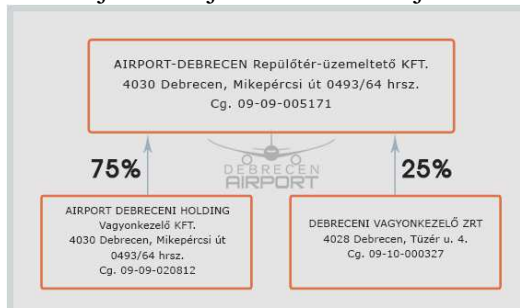 AIRPORT-DEBRECEN Repülőtér-üzemeltető KFT.
4030 Debrecen, Mikepércsi út 0493/64 hrsz.
Cg. 09-09-005171
75%
DEBRECEN
AIRPORT
25%
AIRPORT DEBRECENI HOLDING
Vagyonkezelő KFT.
4030 Debrecen, Mikepércsi út
0493/64 hrsz.
Cg. 09-09-020812
DEBRECENI VAGYONKEZELŐ ZRT
4028 Debrecen, Tüzér u. 4.
Cg. 09-10-000327